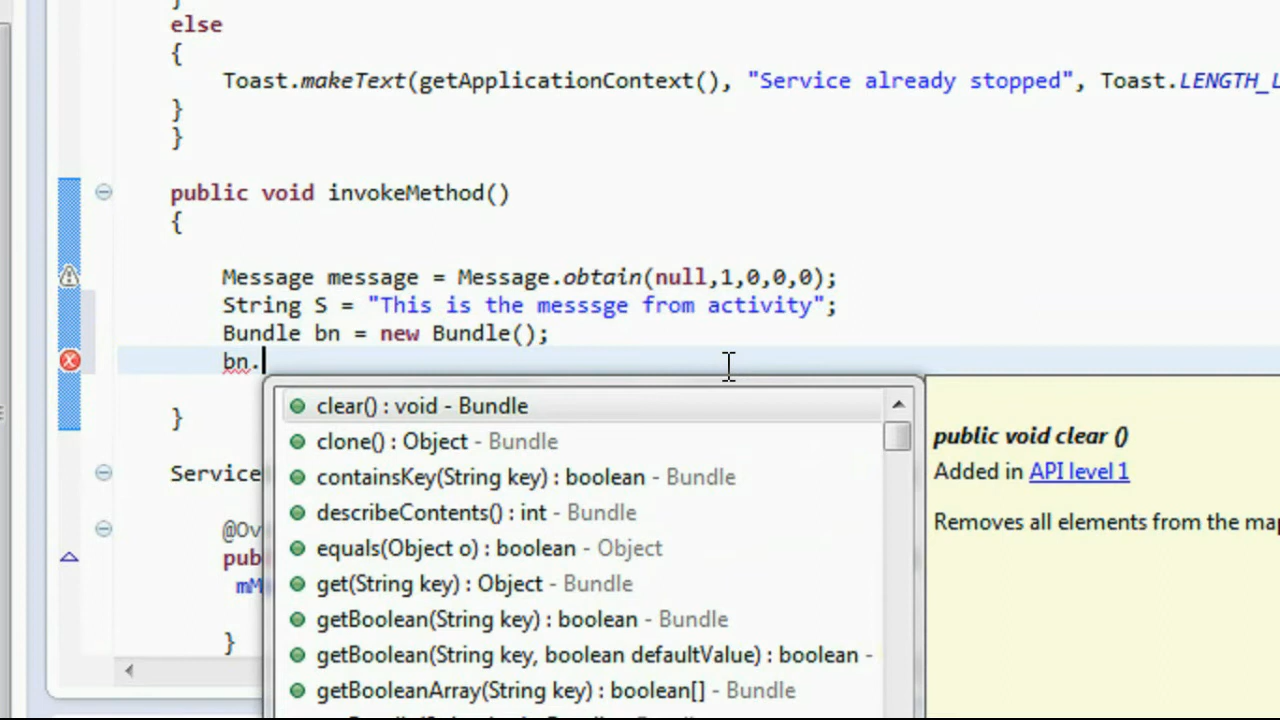 else
{
Toast.makeText(getApplicationContext(), "Service already stopped", Toast.LENGTH_L
}
}
public void invokeMethod()
{
Message message = Message.obtain(null,1,0,0,0);
String S = "This is the messsge from activity";
Bundle bn = new Bundle();
bn.
}
Service
@Ov
pub
mM
}
clear() : void - Bundle
clone() : Object - Bundle
containsKey(String key) : boolean - Bundle
describeContents() : int - Bundle
equals(Object o) : boolean - Object
get(String key) : Object - Bundle
getBoolean(String key) : boolean - Bundle
getBoolean(String key, boolean defaultValue) : boolean -
getBooleanArray(String key) : boolean[] - Bundle
public void clear ()
Added in API level 1
Removes all elements from the map